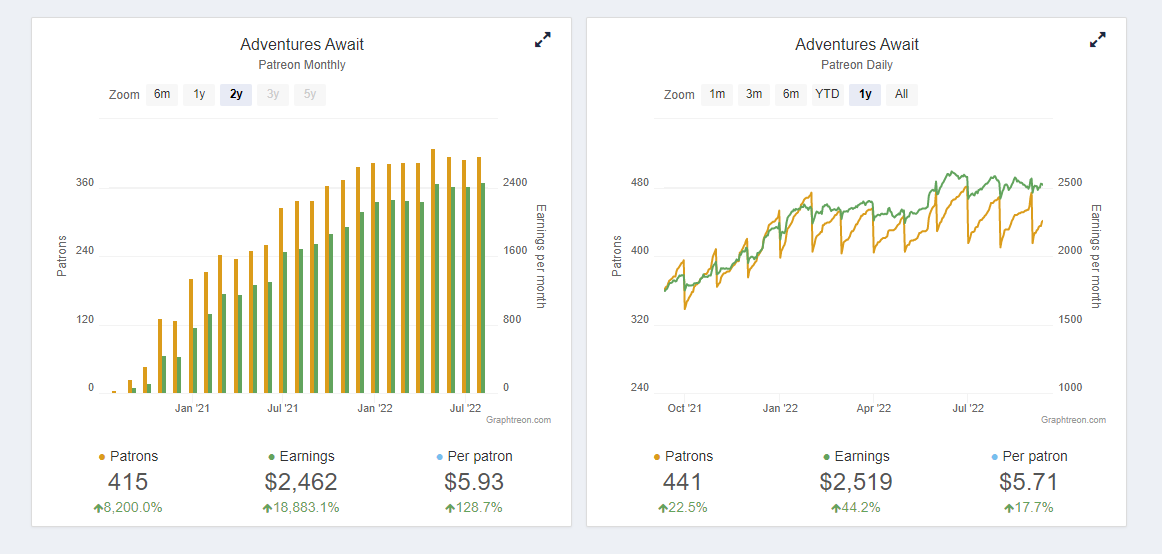 Adventures Await
Patreon Monthly
Zoom 6m 1y 2y 3y 5y
Patrons
360
240
120
0
2400
1600
800
0
Earnings per month
Jan '21 Jul '21 Jan '22 Jul '22
Graphtreon.com
Patrons Earnings Per patron
415 $2,462 $5.93
8,200.0% 18,883.1% 128.7%
Adventures Await
Patreon Daily
Zoom 1m 3m 6m YTD 1y All
Patrons
480
400
320
240
2500
2000
1500
1000
Earnings per month
Oct '21 Jan '22 Apr '22 Jul '22
Graphtreon.com
Patrons Earnings Per patron
441 $2,519 $5.71
22.5% 44.2% 17.7%